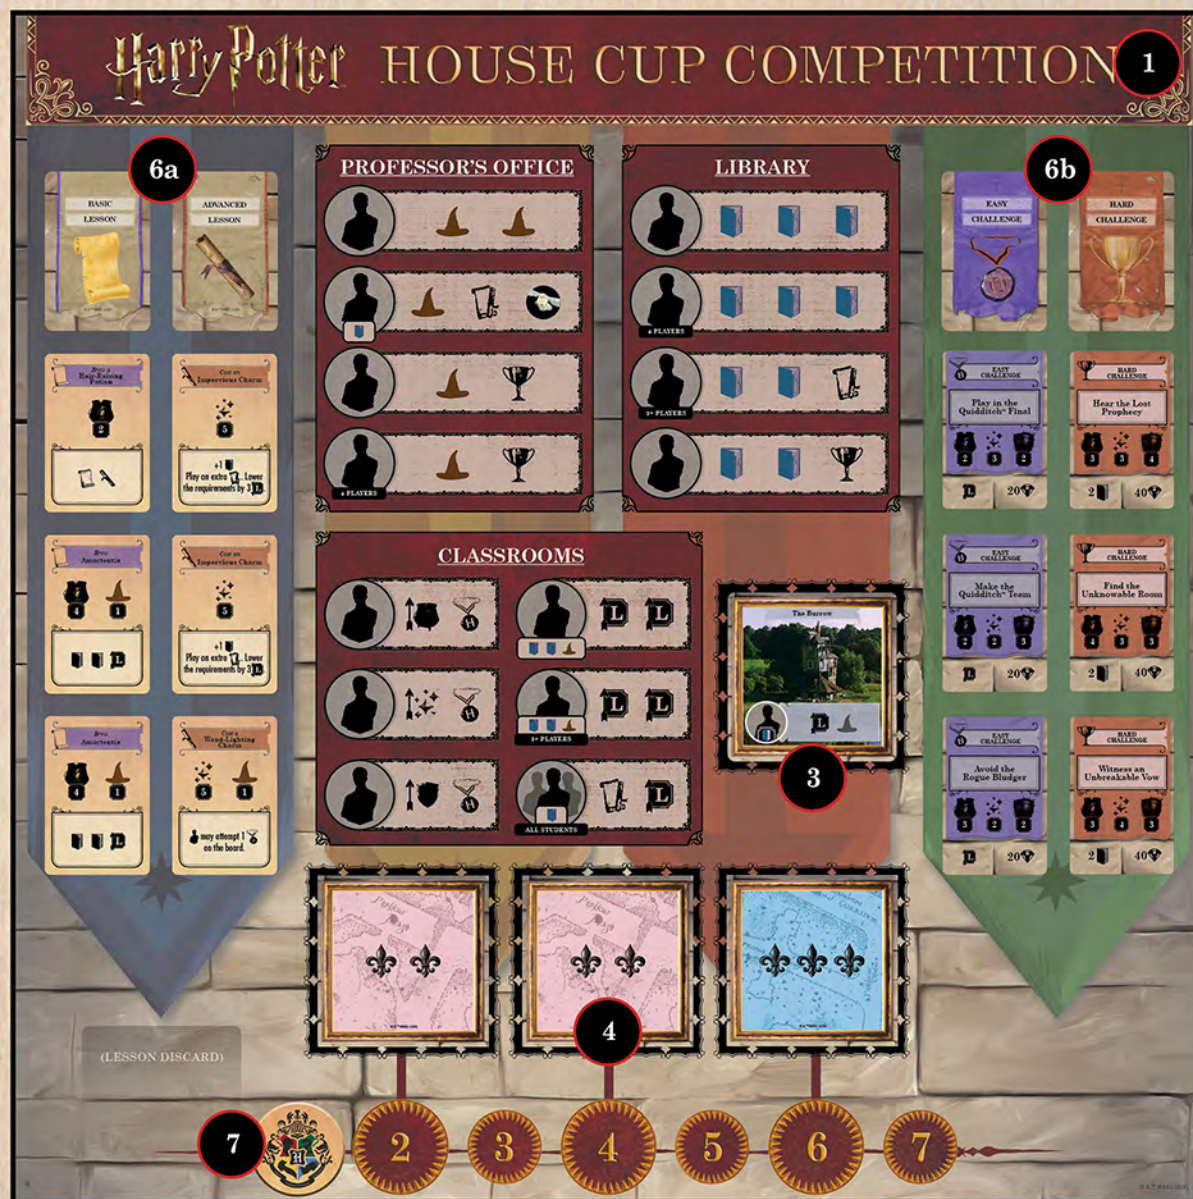 Harry Potter HOUSE CUP COMPETITION
1
6a
BASIC
LESSON
ADVANCED
LESSON
Brew a
Hair-Raising
Potion
2
Cast an
Impervious Charm
5
+1
Play an extra . Lower
the requirements by 3 L
Brew
Amortentia
4 1
L
Cast an
Impervious Charm
5
+1
Play an extra . Lower
the requirements by 3 L
Brew
Amortentia
4 1
L
Cast a
Wand-Lighting
Charm
5 1
may attempt 1
on the board.
(LESSON DISCARD)
PROFESSOR'S OFFICE
4 PLAYERS
LIBRARY
4 PLAYERS
3+ PLAYERS
CLASSROOMS
H
L L
H
L L
3+ PLAYERS
H
L
ALL STUDENTS
The Burrow
L
3
4
6b
EASY
CHALLENGE
HARD
CHALLENGE
EASY
CHALLENGE
Play in the
Quidditch™ Final
2 3 2
L 20
HARD
CHALLENGE
Hear the Lost
Prophecy
3 3 4
2 40
EASY
CHALLENGE
Make the
Quidditch™ Team
2 2 3
L 20
HARD
CHALLENGE
Find the
Unknowable Room
4 3 3
2 40
EASY
CHALLENGE
Avoid the
Rogue Bludger
3 2 2
L 20
HARD
CHALLENGE
Witness an
Unbreakable Vow
3 4 3
2 40
7
H
2 3 4 5 6 7